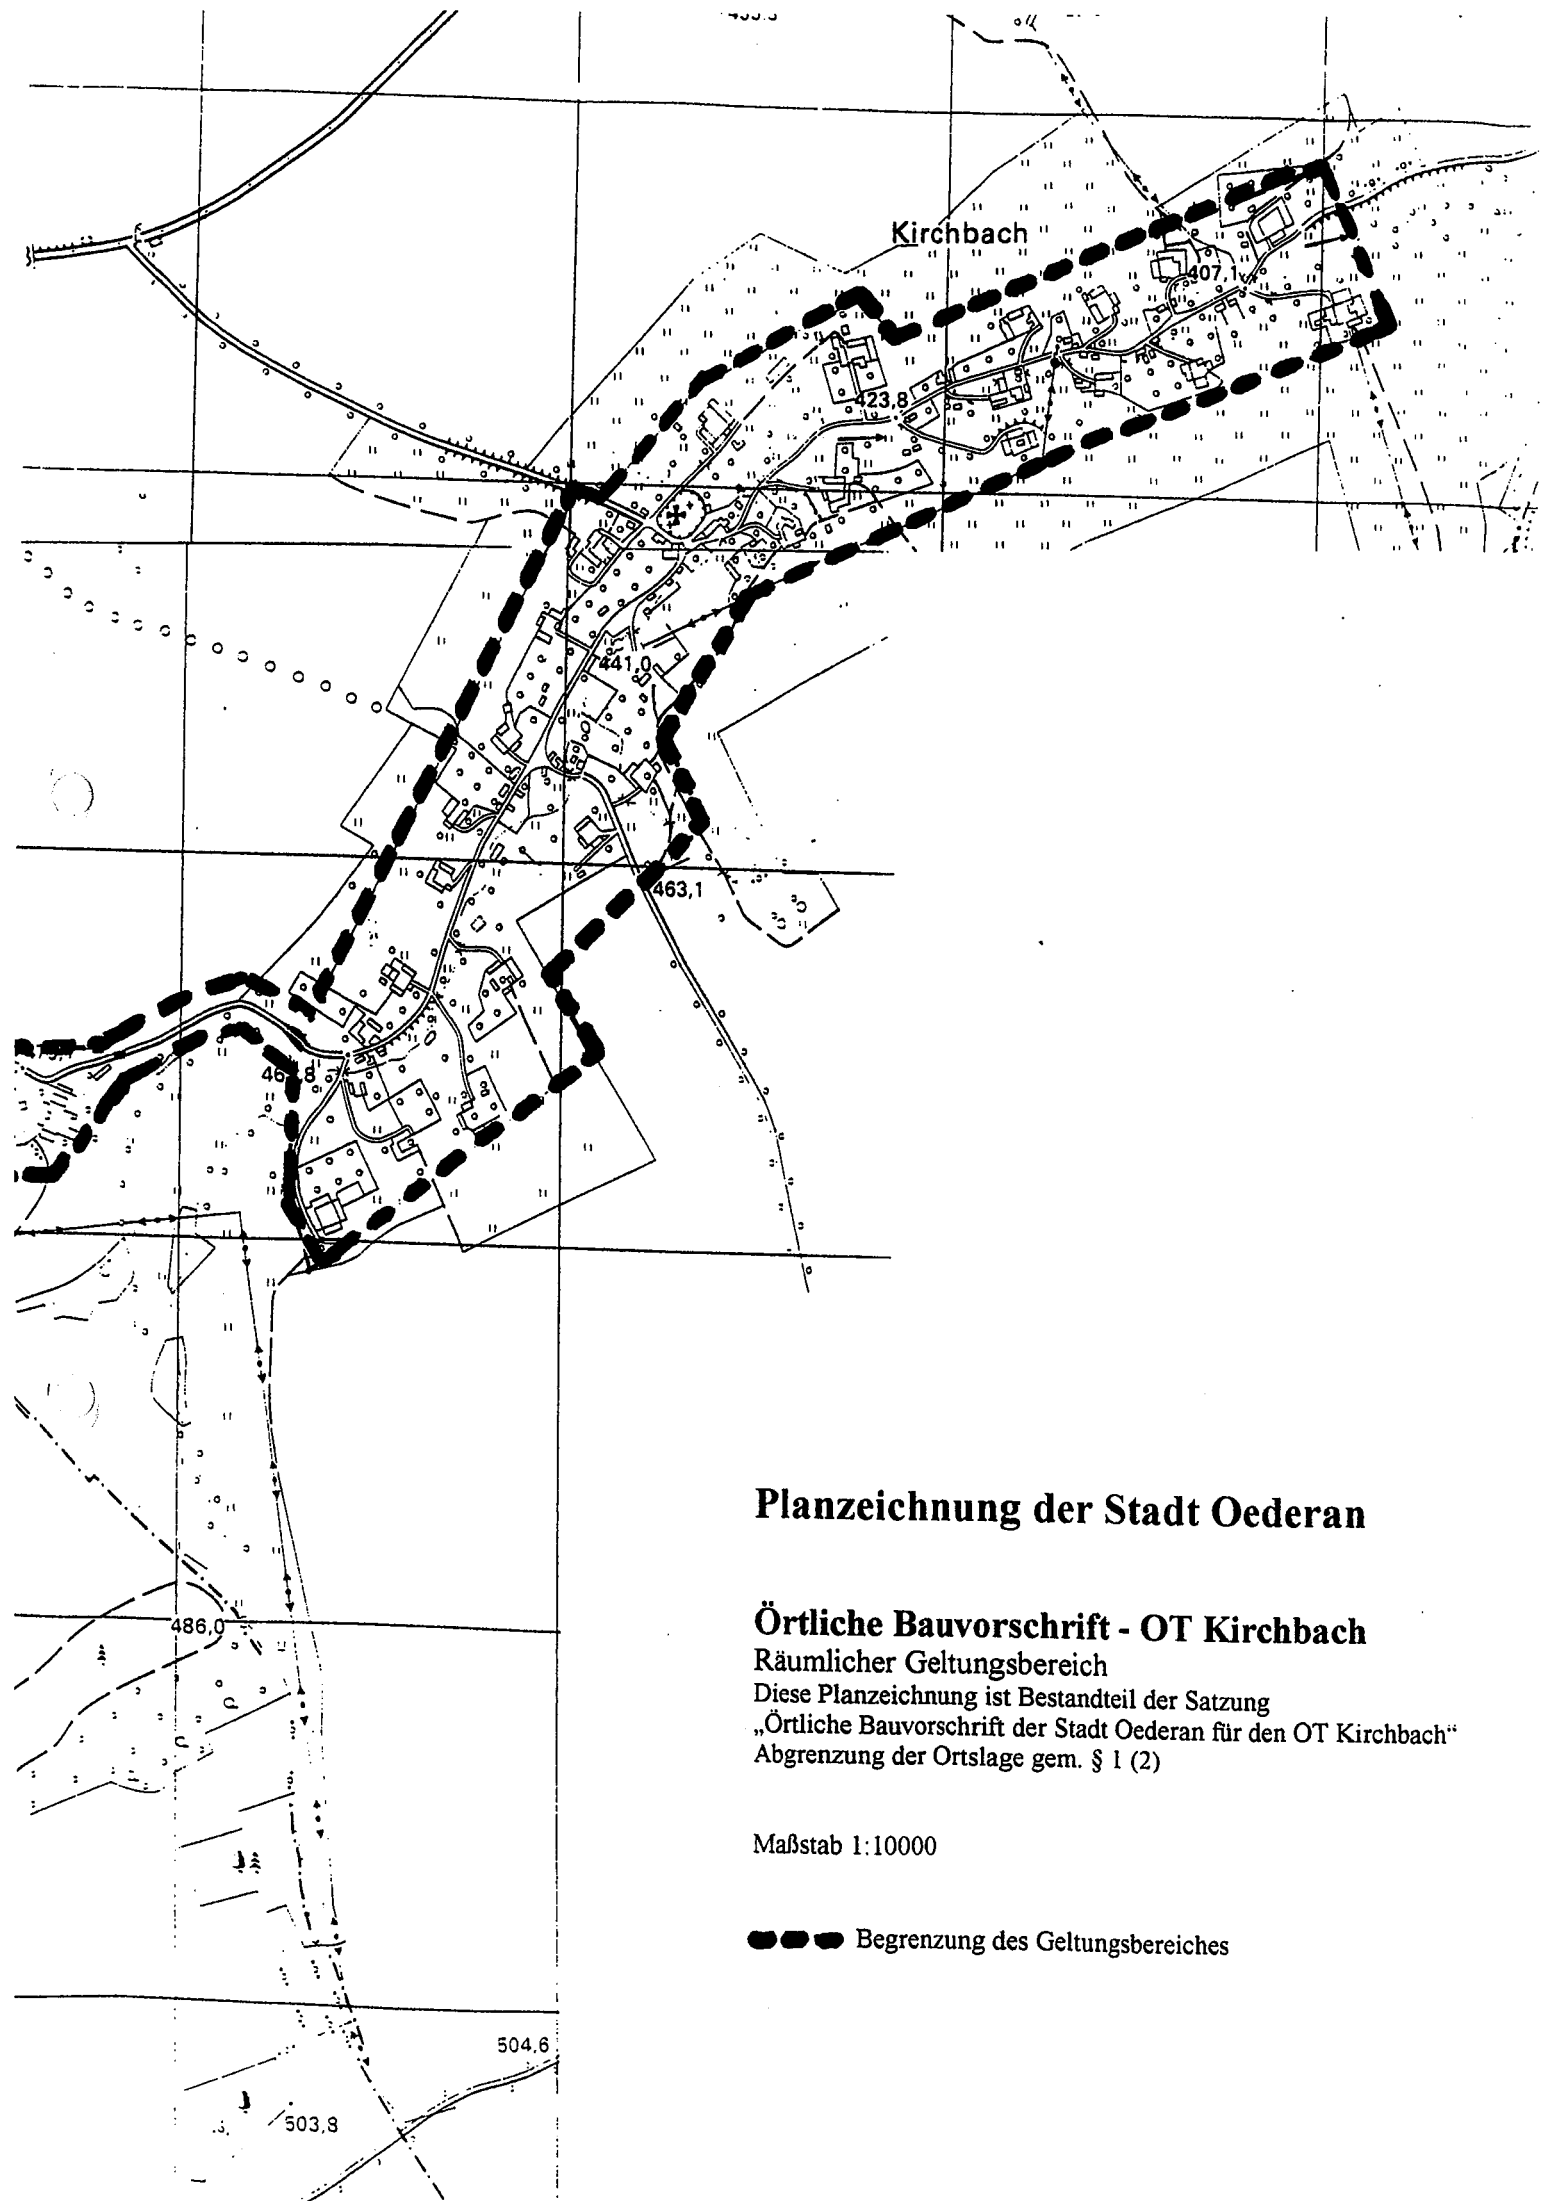 Kirchbach
407,1
423,8
441,0
463,1
486,0
504,6
503,8
Planzeichnung der Stadt Oederan
Örtliche Bauvorschrift - OT Kirchbach
Räumlicher Geltungsbereich
Diese Planzeichnung ist Bestandteil der Satzung
„Örtliche Bauvorschrift der Stadt Oederan für den OT Kirchbach“
Abgrenzung der Ortslage gem. § 1 (2)
Maßstab 1:10000
Begrenzung des Geltungsbereiches